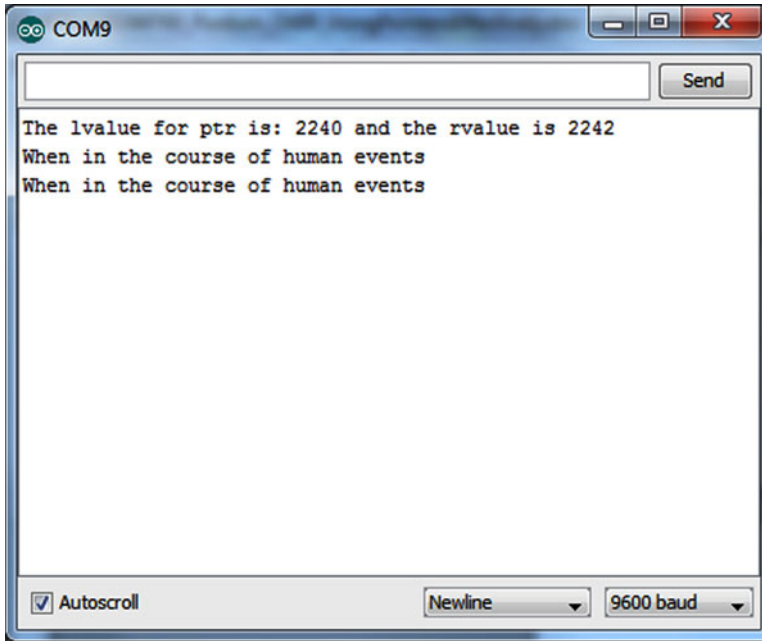 COM9
Send
The lvalue for ptr is: 2240 and the rvalue is 2242
When in the course of human events
When in the course of human events
Autoscroll
Newline
9600 baud